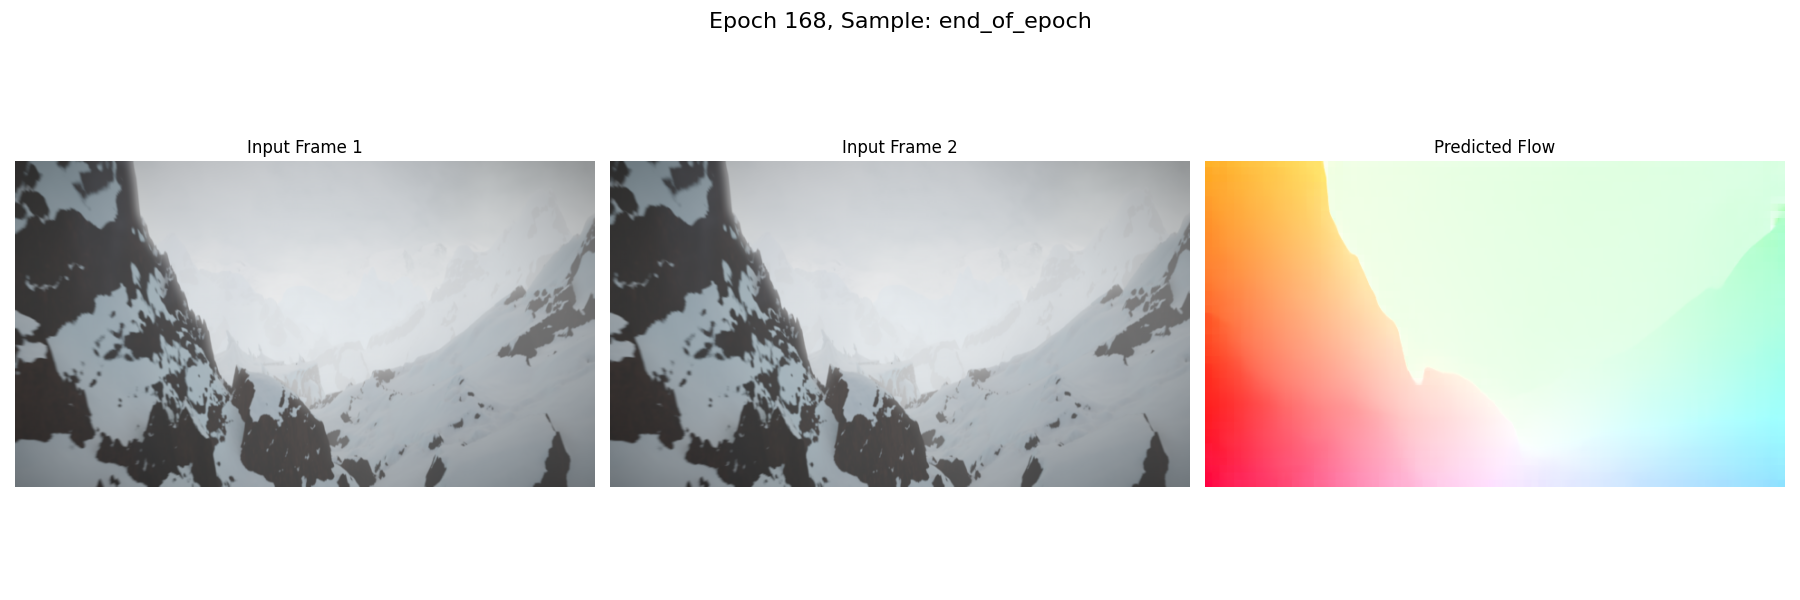 Epoch 168, Sample: end_of_epoch
Input Frame 1
Input Frame 2
Predicted Flow